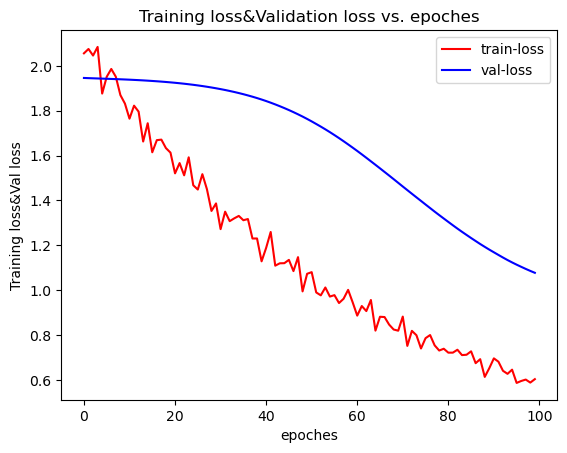 Training loss&Validation loss vs. epoches
train-loss
val-loss
Training loss&Val loss
2.0
1.8
1.6
1.4
1.2
1.0
0.8
0.6
0
20
40
60
80
100
epoches